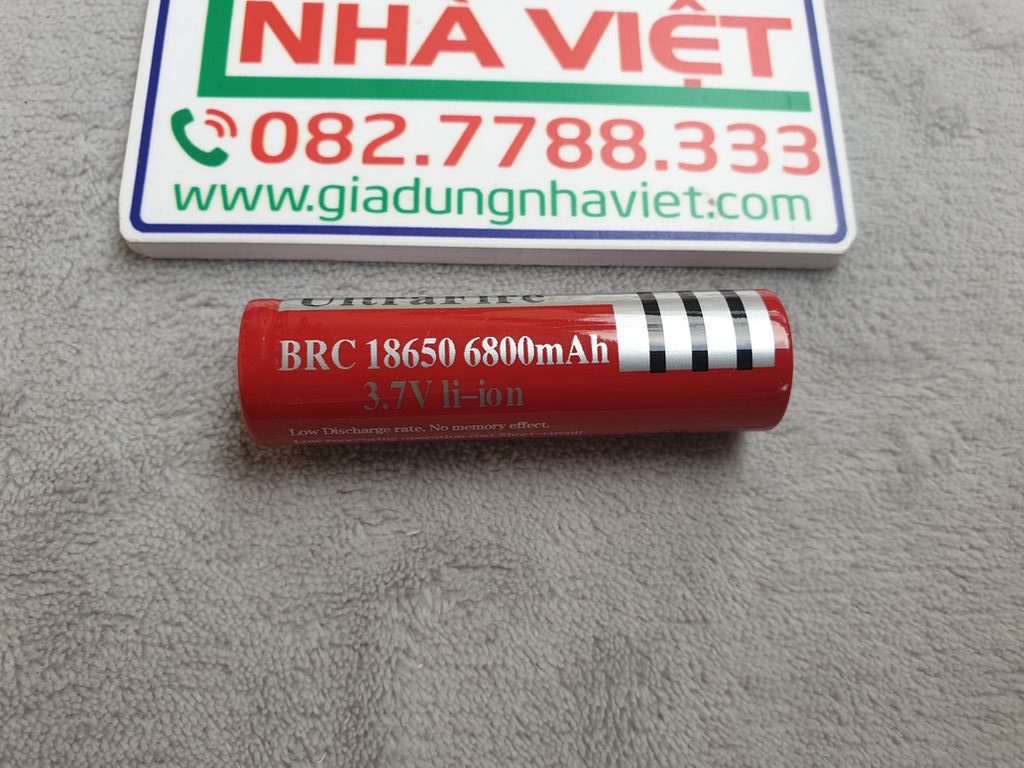 NHÀ VIỆT
082.7788.333
www.giadungnhaviet.com
UltraFire
BRC 18650 6800mAh
3.7V li-ion
Low Discharge rate. No memory effect.